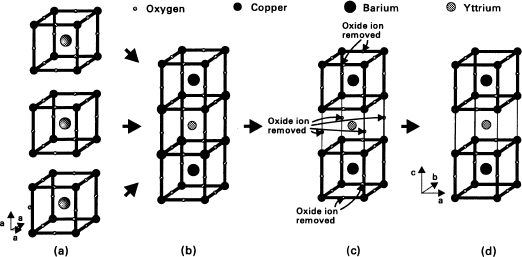 Oxygen Copper Barium Yttrium
Oxide ion
removed
Oxide ion
removed
Oxide ion
removed
a
a
a
c
b
a
(a) (b) (c) (d)